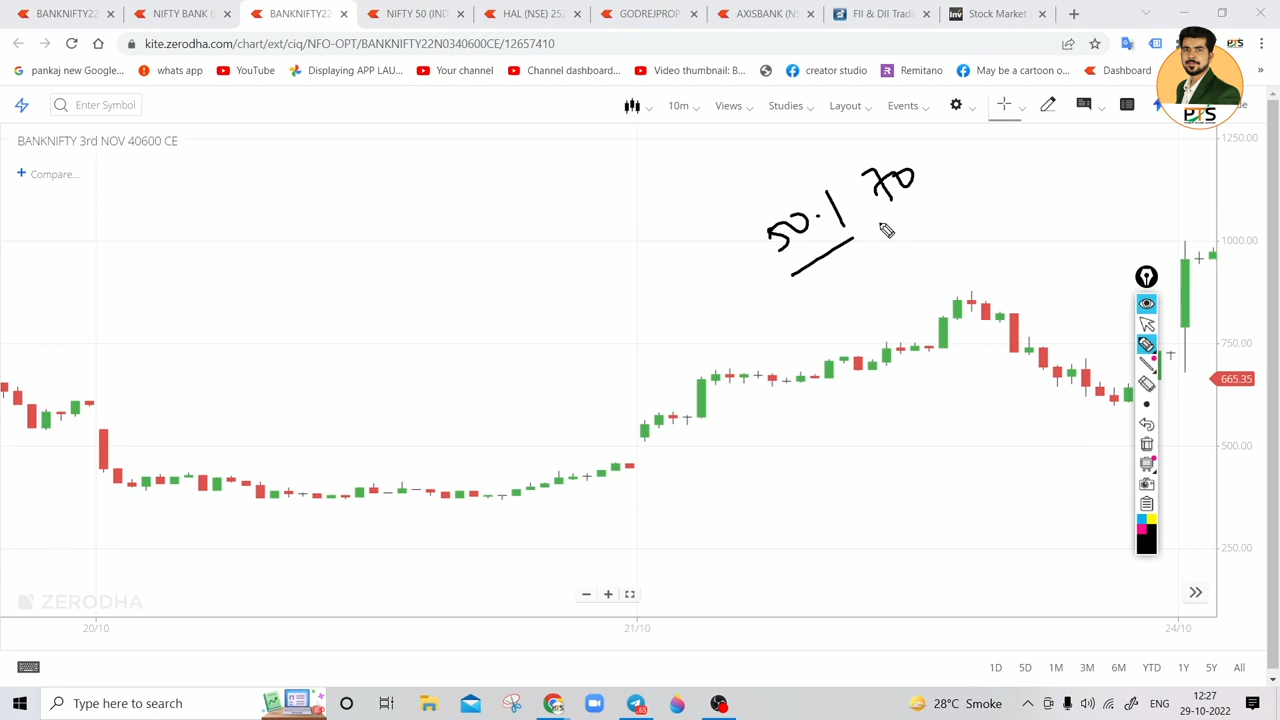 BANKNIFTY22
NIFTY BANK (
BANKNIFTY22
NIFTY 50 (IND
HAL (NSE) 252
GODREJPROP
AXISBANK (NS
FII & DII Tradi
Stock Market
kite.zerodha.com/chart/ext/ciq/NFO-OPT/BANKNIFTY22N0340600CE/12657410
pankaj new Google...
whats app
YouTube
Displaying APP LAU...
Your channel
Channel dashboard...
Video thumbnail: B...
creator studio
Remitano
May be a cartoon o...
Dashboard
»
Enter Symbol
10m
Views
Studies
Layout
Events
PTS
BANKNIFTY 3rd NOV 40600 CE
Compare...
50.1 70
1250.00
1000.00
750.00
665.35
500.00
250.00
ZERODHA
20/10
21/10
24/10
1D 5D 1M 3M 6M YTD 1Y 5Y All
Type here to search
28°C Smoke
ENG
12:27
29-10-2022